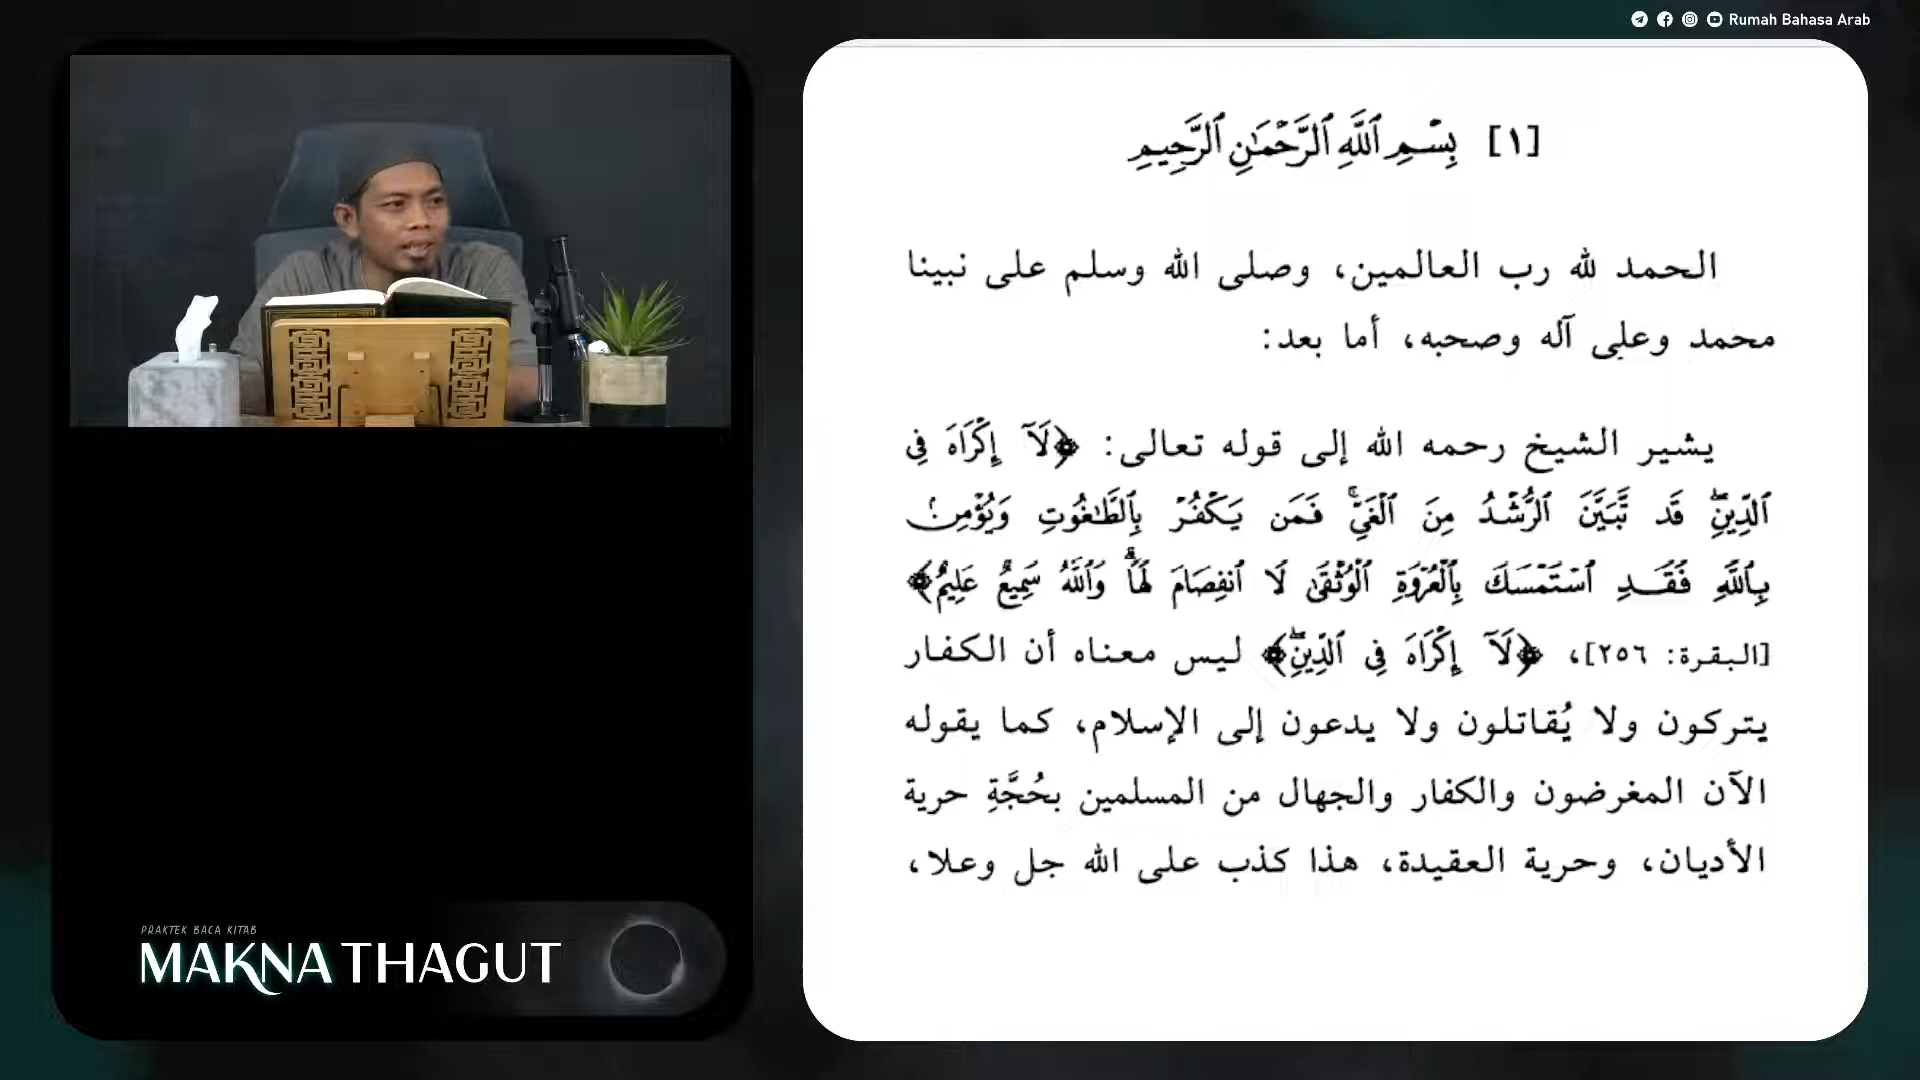 Rumah Bahasa Arab
[١] بِسْمِ ٱللَّهِ ٱلرَّحْمَٰنِ ٱلرَّحِيمِ
الحمد لله رب العالمين، وصلى الله وسلم على نبينا
محمد وعلى آله وصحبه، أما بعد:
يشير الشيخ رحمه الله إلى قوله تعالى: ﴿لَآ إِكْرَاهَ فِى
ٱلدِّينِۖ قَد تَّبَيَّنَ ٱلرُّشْدُ مِنَ ٱلْغَىِّۚ فَمَن يَكْفُرْ بِٱلطَّٰغُوتِ وَيُؤْمِنۢ
بِٱللَّهِ فَقَدِ ٱسْتَمْسَكَ بِٱلْعُرْوَةِ ٱلْوُثْقَىٰ لَا ٱنفِصَامَ لَهَاۗ وَٱللَّهُ سَمِيعٌ عَلِيمٌ﴾
[البقرة: ٢٥٦]، ﴿لَآ إِكْرَاهَ فِى ٱلدِّينِۖ﴾ ليس معناه أن الكفار
يتركون ولا يُقاتلون ولا يدعون إلى الإسلام، كما يقوله
الآن المغرضون والكفار والجهال من المسلمين بحُجَّةِ حرية
الأديان، وحرية العقيدة، هذا كذب على الله جل وعلا،
PRAKTEK BACA KITAB
MAKNA THAGUT